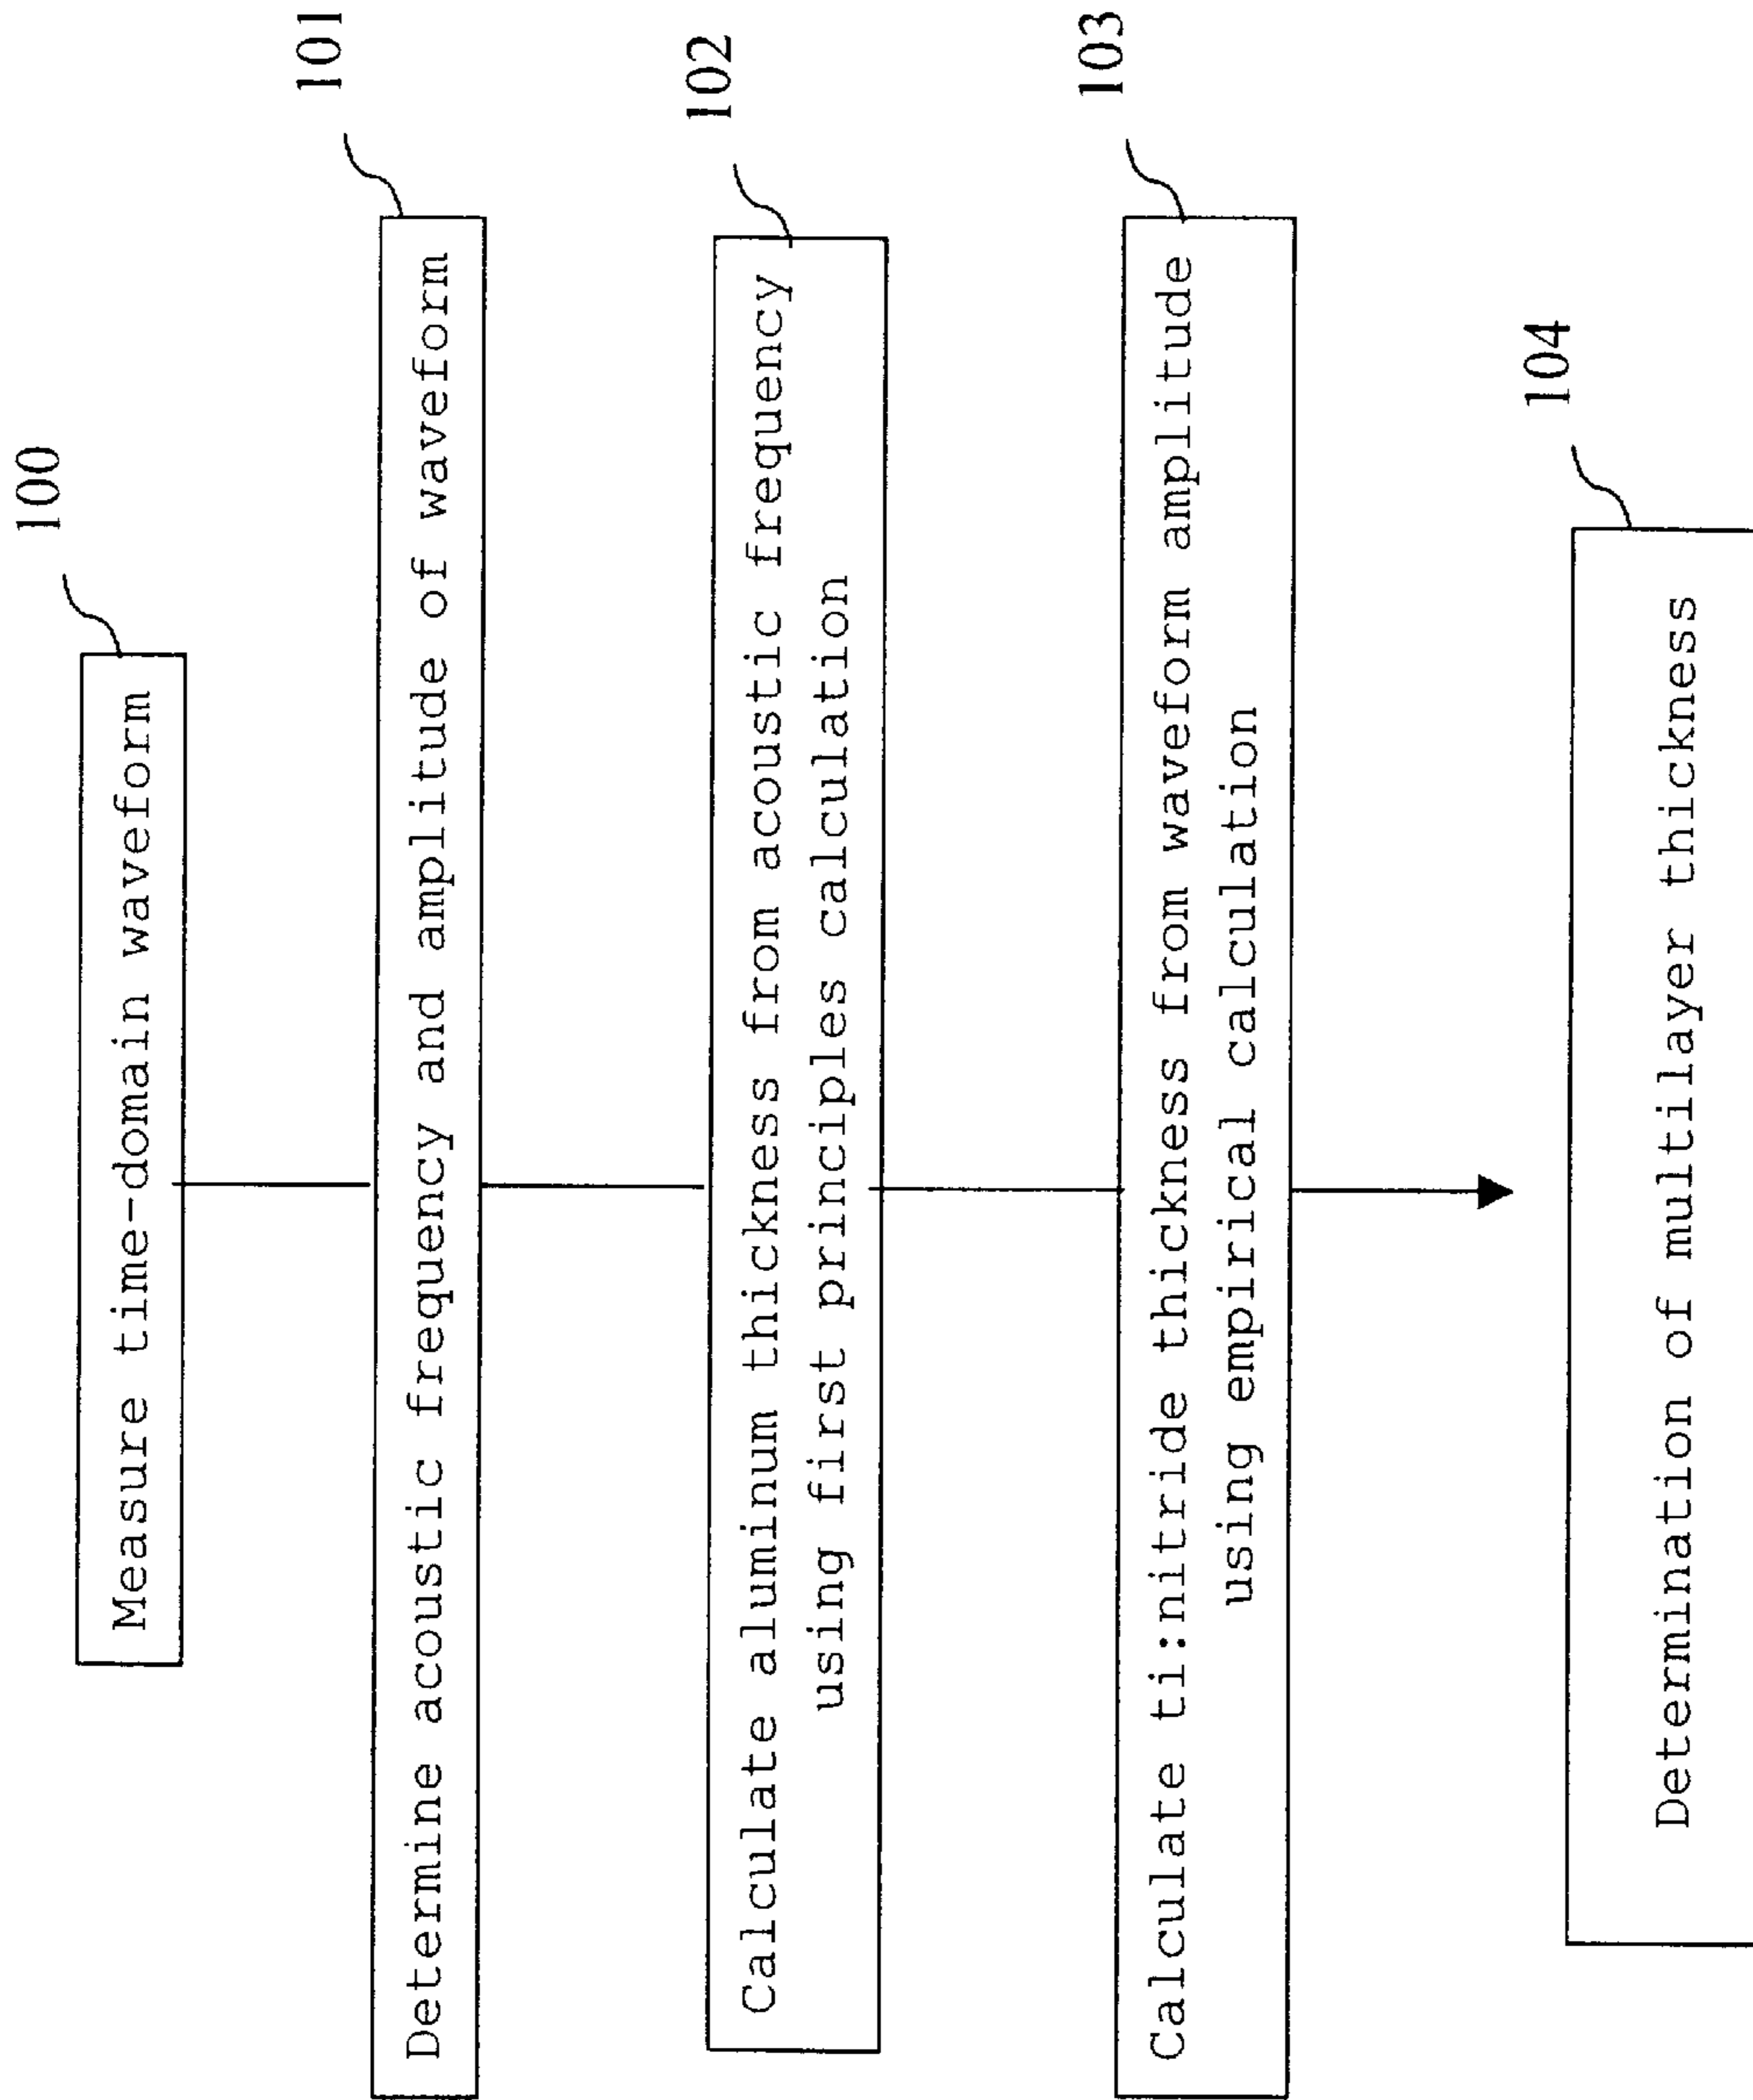 100
Measure time-domain waveform
101
Determine acoustic frequency and amplitude of waveform
102
Calculate aluminum thickness from acoustic frequency
using first principles calculation
103
Calculate ti:nitride thickness from waveform amplitude
using empirical calculation
104
Determination of multilayer thickness